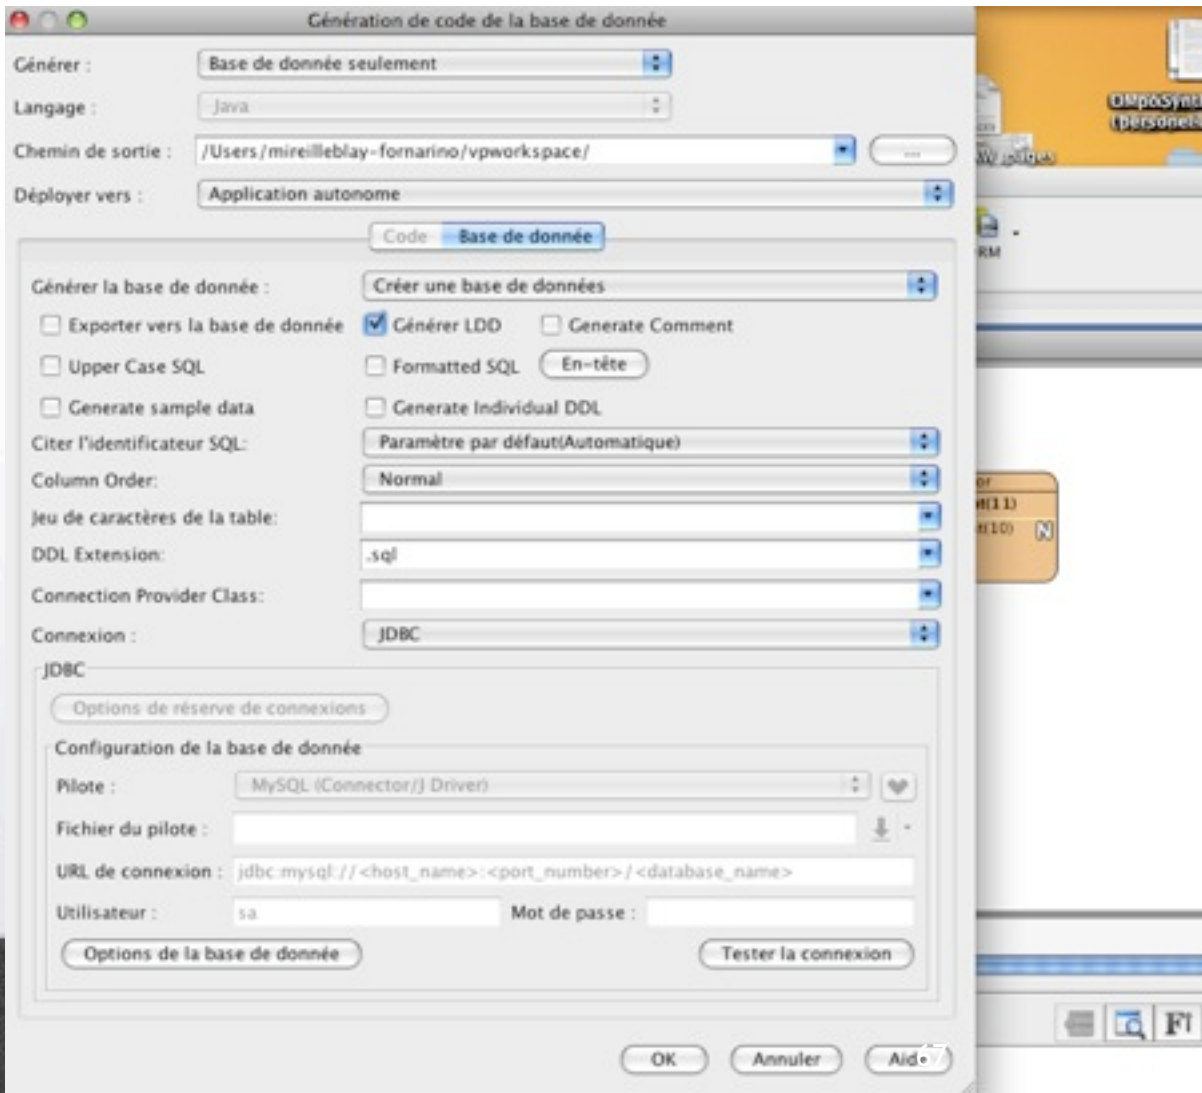 Génération de code de la base de donnée
Générer : Base de donnée seulement
Langage : Java
Chemin de sortie : /Users/mireilleblay-fornarino/vpworkspace/ ...
Déployer vers : Application autonome
Code Base de donnée
Générer la base de donnée : Créer une base de données
Exporter vers la base de donnée Générer LDD Generate Comment
Upper Case SQL Formatted SQL En-tête
Generate sample data Generate Individual DDL
Citer l'identificateur SQL: Paramètre par défaut(Automatique)
Column Order: Normal
Jeu de caractères de la table:
DDL Extension: .sql
Connection Provider Class:
Connexion : JDBC
JDBC
Options de réserve de connexions
Configuration de la base de donnée
Pilote : MySQL (Connector/J Driver)
Fichier du pilote :
URL de connexion : jdbc:mysql://<host_name>:<port_number>/<database_name>
Utilisateur : sa Mot de passe :
Options de la base de donnée Tester la connexion
OK Annuler Aide
67
(11)
(10) N